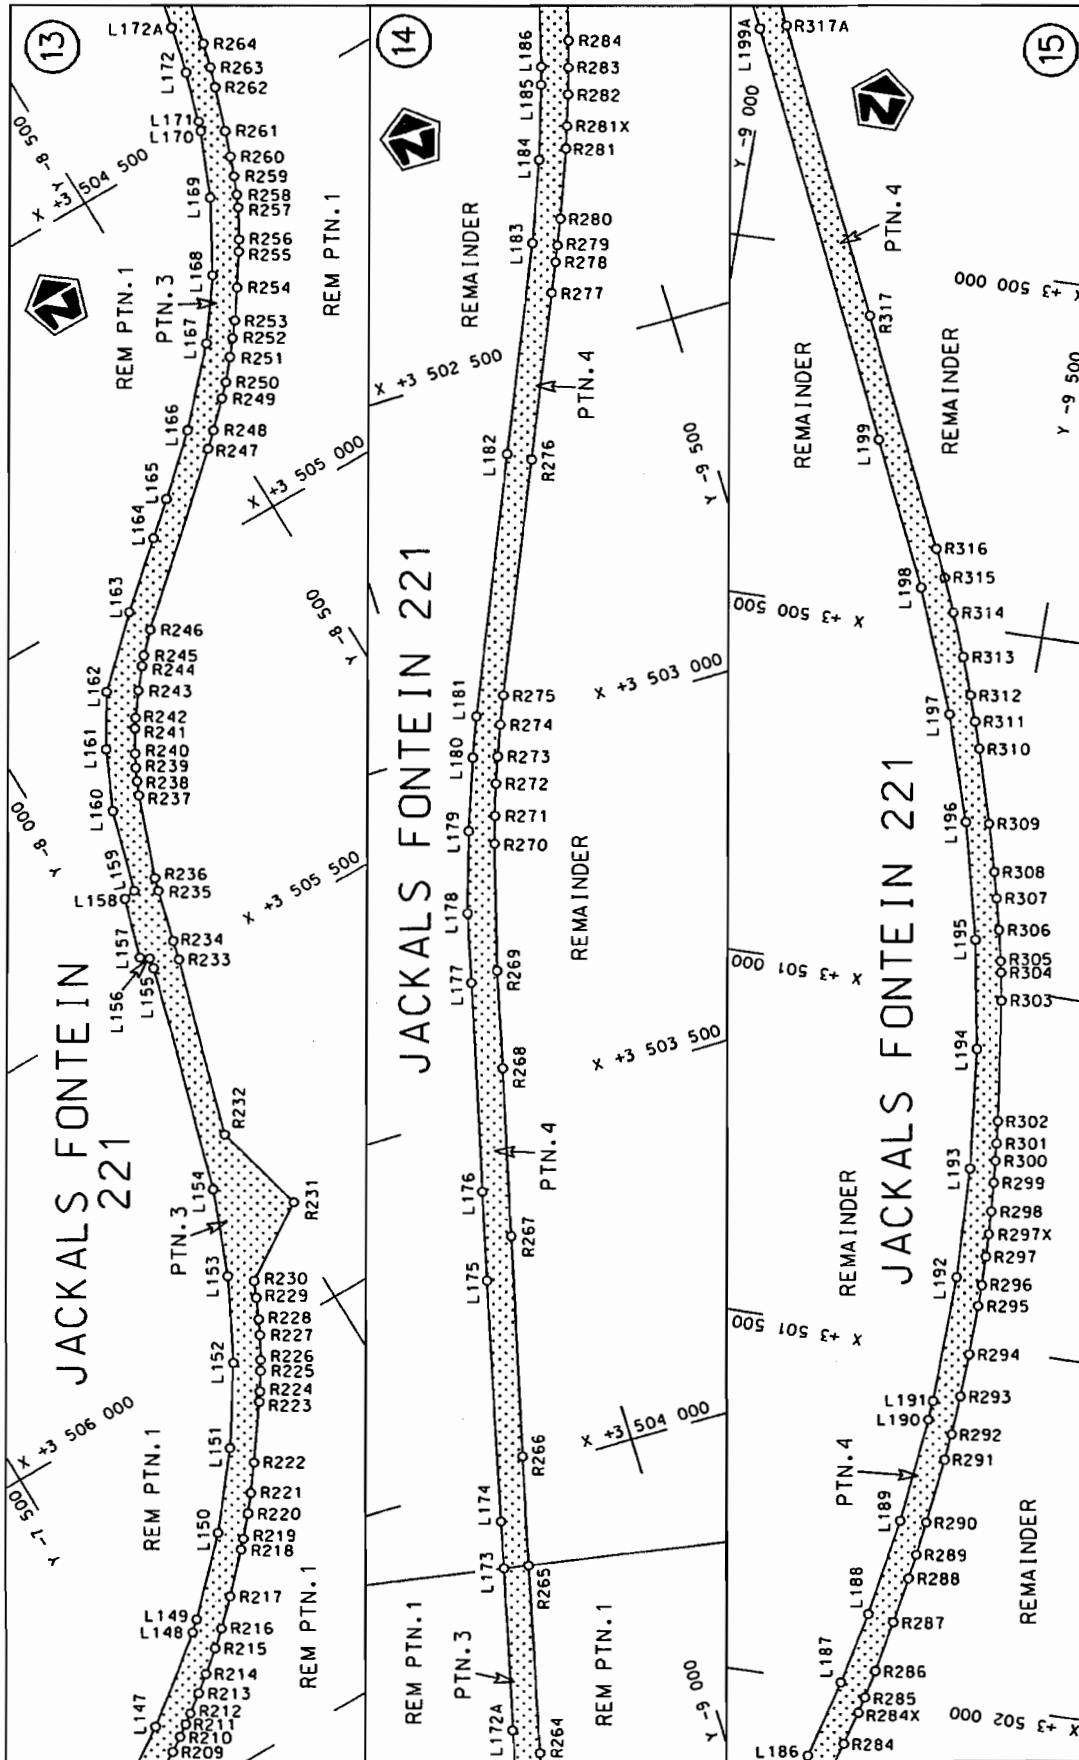 13
L172A
R264
R263
L172
R262
L171
L170
R261
R260
R259
L169
R258
R257
R256
R255
L168
R254
R253
L167
R252
R251
R250
R249
L166
R248
R247
L165
L164
L163
R246
R245
R244
L162
R243
R242
R241
L161
R240
R239
R238
R237
L160
L159
R236
R235
L158
R234
L157
R233
L156
L155
R232
L154
R231
L153
R230
R229
R228
R227
L152
R226
R225
R224
R223
L151
R222
R221
R220
L150
R219
R218
R217
L149
L148
R216
R215
R214
R213
L147
R212
R211
R210
R209
Y -8 500
X +3 504 500
REM PTN.1
PTN.3
REM PTN.1
X +3 505 000
Y -8 500
Y -8 000
X +3 505 500
JACKALS FONTEIN
221
PTN.3
X +3 506 000
Y -7 500
REM PTN.1
REM PTN.1
14
L186
R284
R283
L185
R282
R281X
L184
R281
R280
L183
R279
R278
R277
L182
R276
L181
R275
R274
L180
R273
R272
L179
R271
R270
L178
L177
R269
R268
L176
R267
L175
R266
L174
L173
R265
L172A
R264
REMAINDER
X +3 502 500
PTN.4
Y -9 500
JACKALS FONTEIN 221
X +3 503 000
REMAINDER
X +3 503 500
PTN.4
X +3 504 000
REM PTN.1
PTN.3
REM PTN.1
Y -9 000
15
L199A
R317A
R317
L199
R316
R315
L198
R314
R313
R312
L197
R311
R310
L196
R309
R308
R307
L195
R306
R305
R304
R303
L194
R302
R301
R300
L193
R299
R298
R297X
R297
L192
R296
R295
R294
L191
R293
L190
R292
R291
L189
R290
R289
R288
L188
R287
L187
R286
R285
R284X
R284
L186
Y -9 000
PTN.4
X +3 500 000
REMAINDER
REMAINDER
Y -9 500
X +3 500 500
JACKALS FONTEIN 221
X +3 501 000
REMAINDER
X +3 501 500
PTN.4
REMAINDER
X +3 502 000